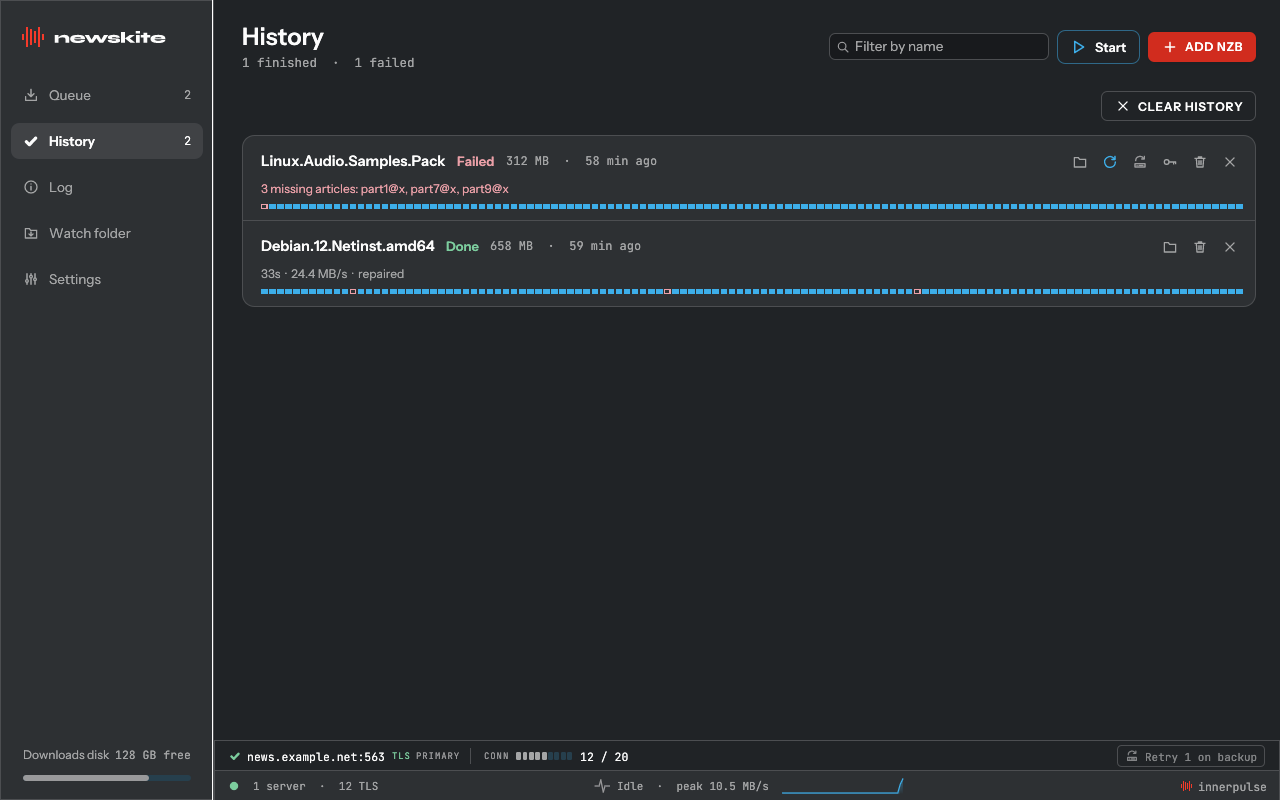 newskite
Queue 2
History 2
Log
Watch folder
Settings
Downloads disk 128 GB free
History
1 finished · 1 failed
Filter by name
Start
ADD NZB
CLEAR HISTORY
Linux.Audio.Samples.Pack Failed 312 MB · 58 min ago
3 missing articles: part1@x, part7@x, part9@x
Debian.12.Netinst.amd64 Done 658 MB · 59 min ago
33s · 24.4 MB/s · repaired
news.example.net:563 TLS PRIMARY CONN 12 / 20 Retry 1 on backup
1 server · 12 TLS Idle · peak 10.5 MB/s innerpulse